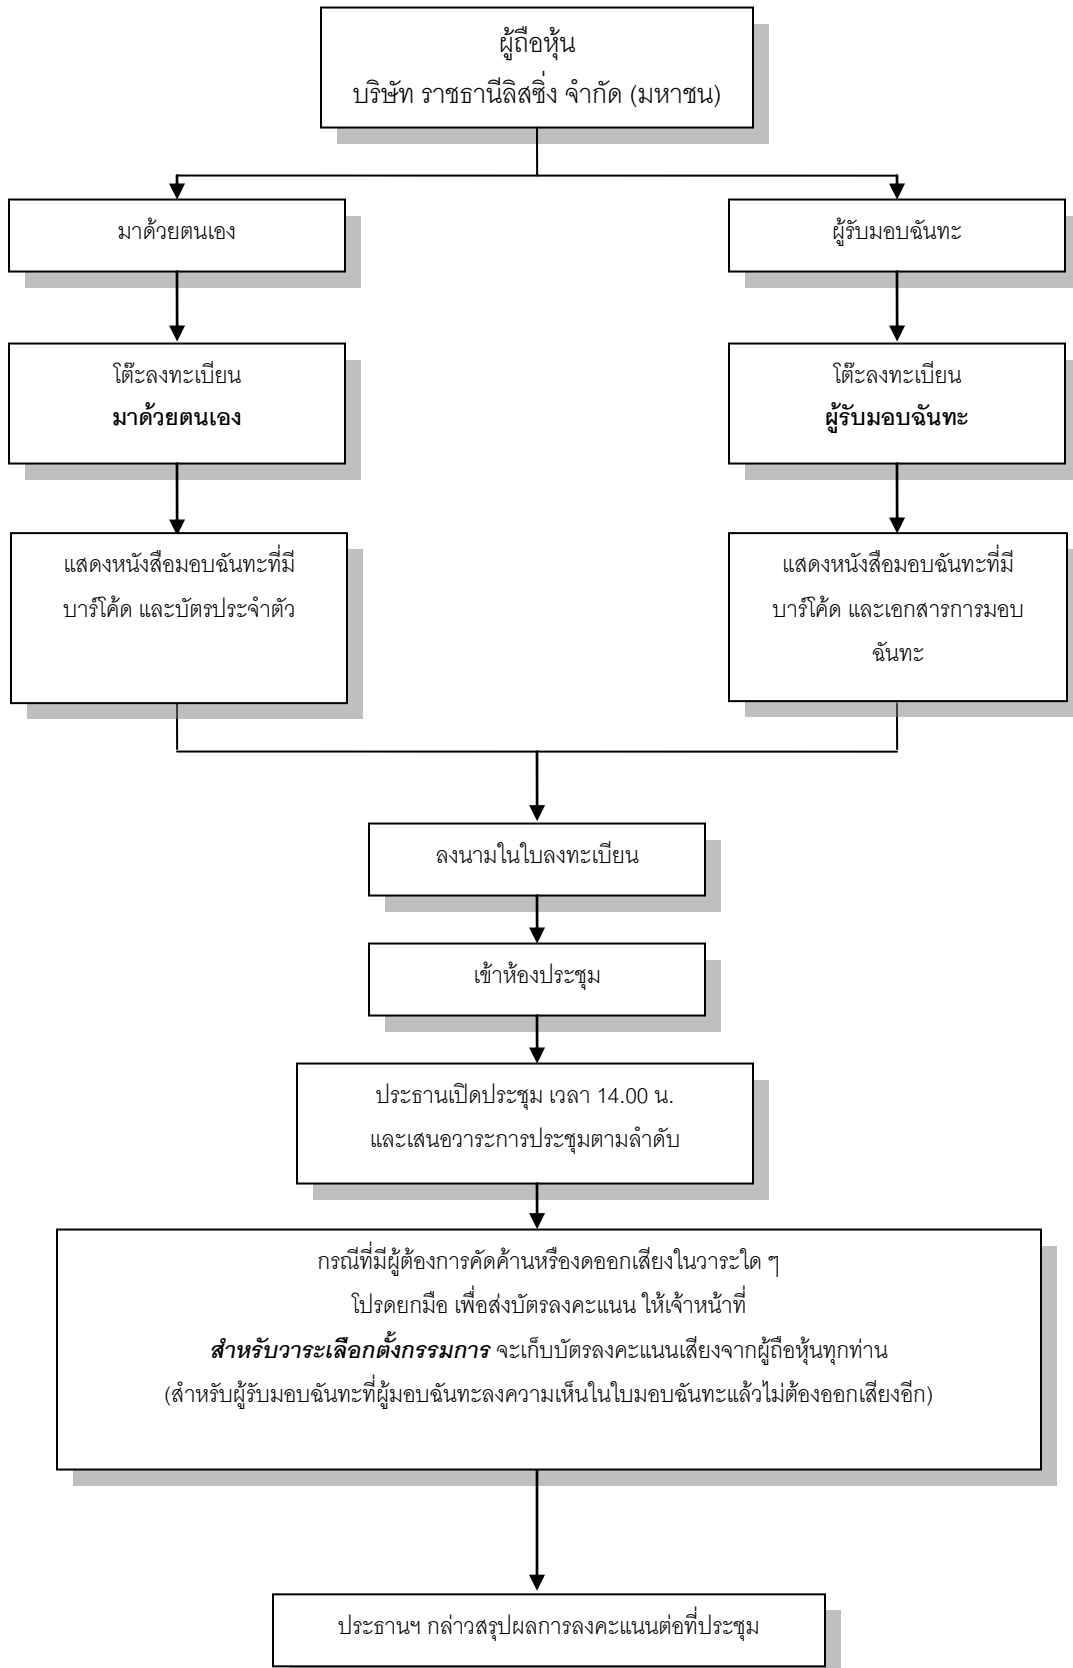 ผู้ถือหุ้น
บริษัท ราชธานีลิสซิ่ง จำกัด (มหาชน)
มาด้วยตนเอง
ผู้รับมอบฉันทะ
โต๊ะลงทะเบียน
มาด้วยตนเอง
โต๊ะลงทะเบียน
ผู้รับมอบฉันทะ
แสดงหนังสือมอบฉันทะที่มี
บาร์โค้ด และบัตรประจำตัว
แสดงหนังสือมอบฉันทะที่มี
บาร์โค้ด และเอกสารการมอบ
ฉันทะ
ลงนามในใบลงทะเบียน
เข้าห้องประชุม
ประธานเปิดประชุม เวลา 14.00 น.
และเสนอวาระการประชุมตามลำดับ
กรณีที่มีผู้ต้องการคัดค้านหรืองดออกเสียงในวาระใด ๆ
โปรดยกมือ เพื่อส่งบัตรลงคะแนน ให้เจ้าหน้าที่
สำหรับวาระเลือกตั้งกรรมการ จะเก็บบัตรลงคะแนนเสียงจากผู้ถือหุ้นทุกท่าน
(สำหรับผู้รับมอบฉันทะที่ผู้มอบฉันทะลงความเห็นในใบมอบฉันทะแล้วไม่ต้องออกเสียงอีก)
ประธานฯ กล่าวสรุปผลการลงคะแนนต่อที่ประชุม